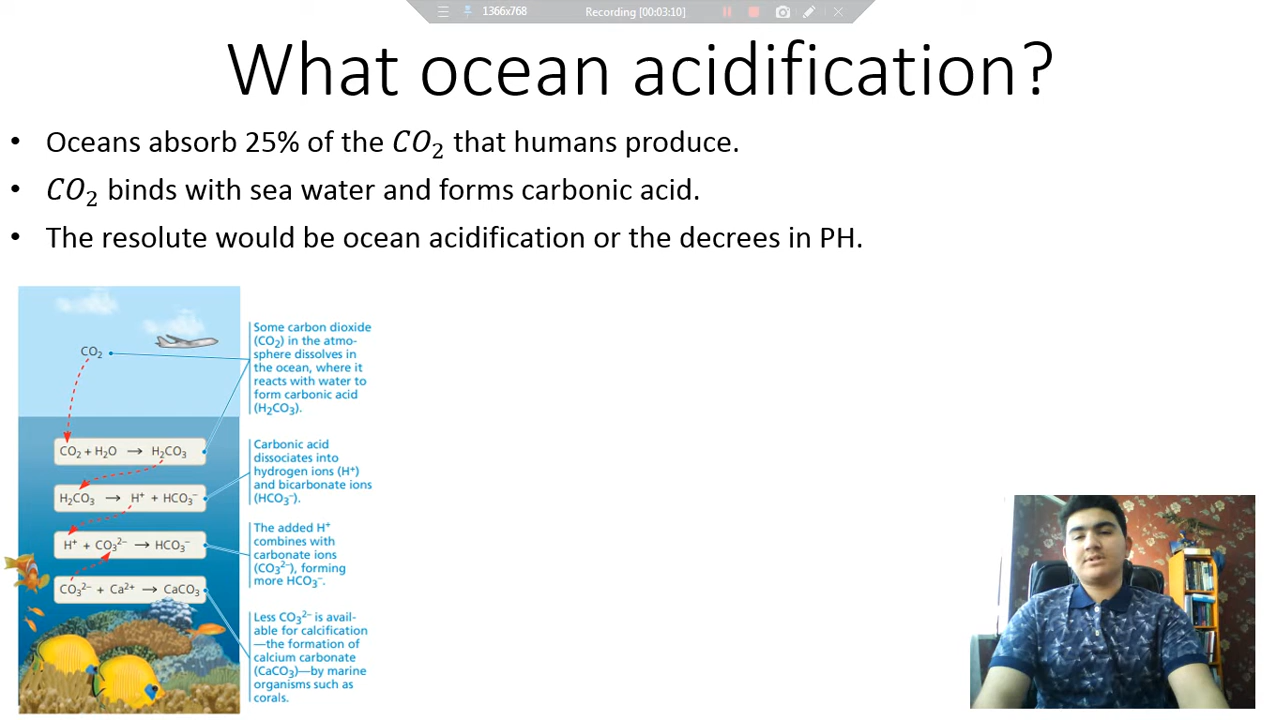 1366x768 Recording [00:03:10]
What ocean acidification?
• Oceans absorb 25% of the CO₂ that humans produce.
• CO₂ binds with sea water and forms carbonic acid.
• The resolute would be ocean acidification or the decrees in PH.
CO₂
Some carbon dioxide
(CO₂) in the atmo-
sphere dissolves in
the ocean, where it
reacts with water to
form carbonic acid
(H₂CO₃).
CO₂ + H₂O → H₂CO₃
Carbonic acid
dissociates into
hydrogen ions (H⁺)
and bicarbonate ions
(HCO₃⁻).
H₂CO₃ → H⁺ + HCO₃⁻
The added H⁺
combines with
carbonate ions
(CO₃²⁻), forming
more HCO₃⁻.
H⁺ + CO₃²⁻ → HCO₃⁻
CO₃²⁻ + Ca²⁺ → CaCO₃
Less CO₃²⁻ is avail-
able for calcification
—the formation of
calcium carbonate
(CaCO₃)—by marine
organisms such as
corals.